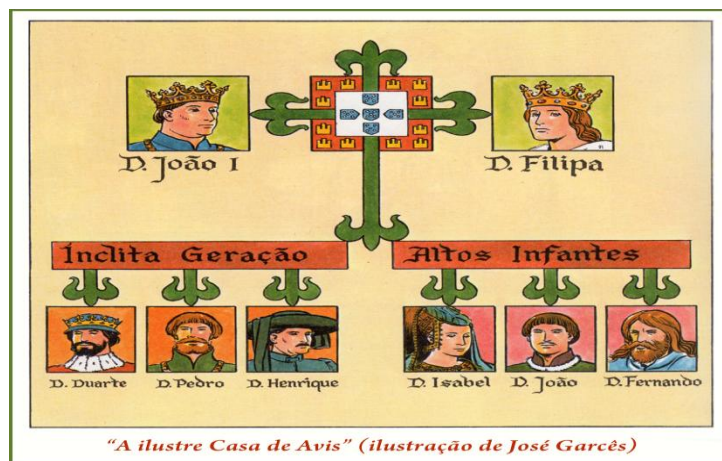 D. João I
D. Filipa
Ínclita Geração
Altos Infantes
D. Duarte
D. Pedro
D. Henrique
D. Isabel
D. João
D. Fernando
"A ilustre Casa de Avis" (ilustração de José Garcês)